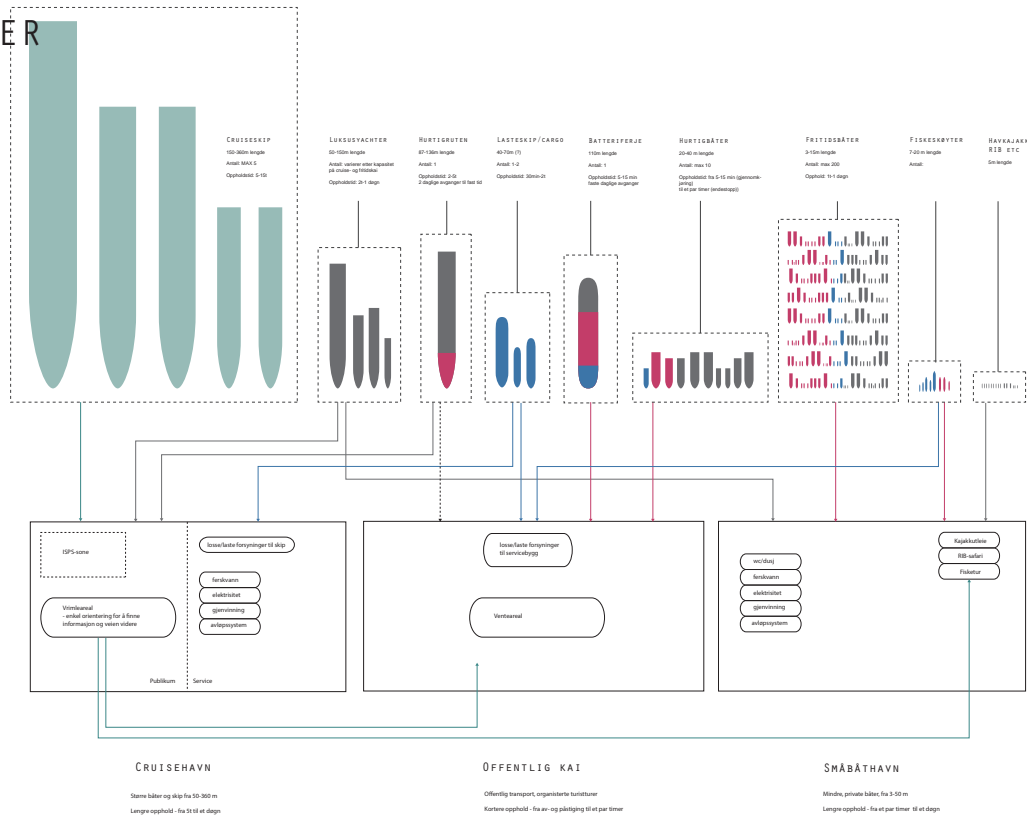 ER
CRUISESKIP
150-360m lengde
Antall: MAX 5
Oppholdstid: 5-15t
LUKSUSYACHTER
50-150m lengde
Antall: varierer etter kapasitet
på cruise- og fritidskai
Oppholdstid: 2t-1 døgn
HURTIGRUTEN
87-136m lengde
Antall: 1
Oppholdstid: 2-5t
2 daglige avganger til fast tid
LASTESKIP/CARGO
40-70m (?)
Antall: 1-2
Oppholdstid: 30min-2t
BATTERIFERJE
110m lengde
Antall: 1
Oppholdstid: 5-15 min
faste daglige avganger
HURTIGBÅTER
20-40 m lengde
Antall: max 10
Oppholdstid: fra 5-15 min (gjennomk-
jøring)
til et par timer (endestopp))
FRITIDSBÅTER
3-15m lengde
Antall: max 200
Opphold: 1t-1 døgn
FISKESKØYTER
7-20 m lengde
Antall:
HAVKAJAKK
RIB ETC
5m lengde
ISPS-sone
Vrimleareal
- enkel orientering for å finne
informasjon og veien videre
losse/laste forsyninger til skip
ferskvann
elektrisitet
gjenvinning
avløpssystem
Publikum
Service
losse/laste forsyninger
til servicebygg
Venteareal
wc/dusj
ferskvann
elektrisitet
gjenvinning
avløpssystem
Kajakkutleie
RIB-safari
Fisketur
CRUISEHAVN
Større båter og skip fra 50-360 m
Lengre opphold - fra 5t til et døgn
OFFENTLIG KAI
Offentlig transport, organisterte turistturer
Kortere opphold - fra av- og påstiging til et par timer
SMÅBÅTHAVN
Mindre, private båter, fra 3-50 m
Lengre opphold - fra et par timer til et døgn